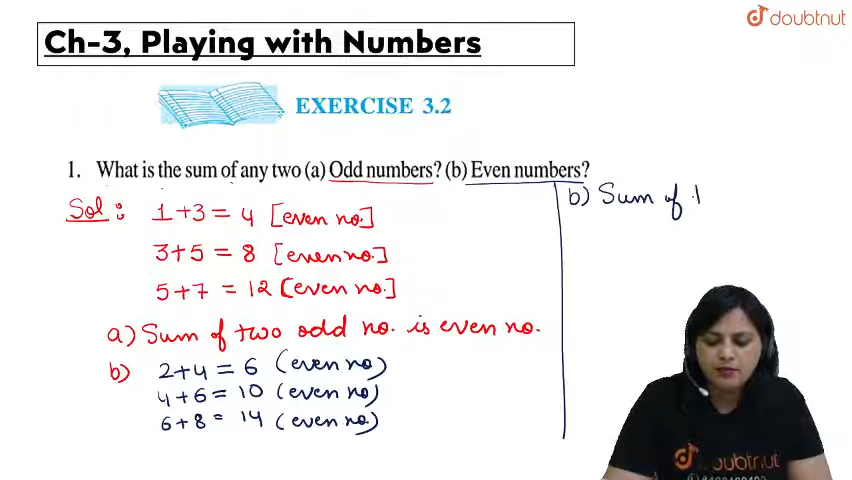 doubtnut
Ch-3, Playing with Numbers
EXERCISE 3.2
1. What is the sum of any two (a) Odd numbers? (b) Even numbers?
Sol:
1+3 = 4 [even no.]
3+5 = 8 [even no.]
5+7 = 12 [even no.]
a) Sum of two odd no. is even no.
b) 2+4 = 6 (even no)
4+6 = 10 (even no)
6+8 = 14 (even no.)
b) Sum of
doubtnut